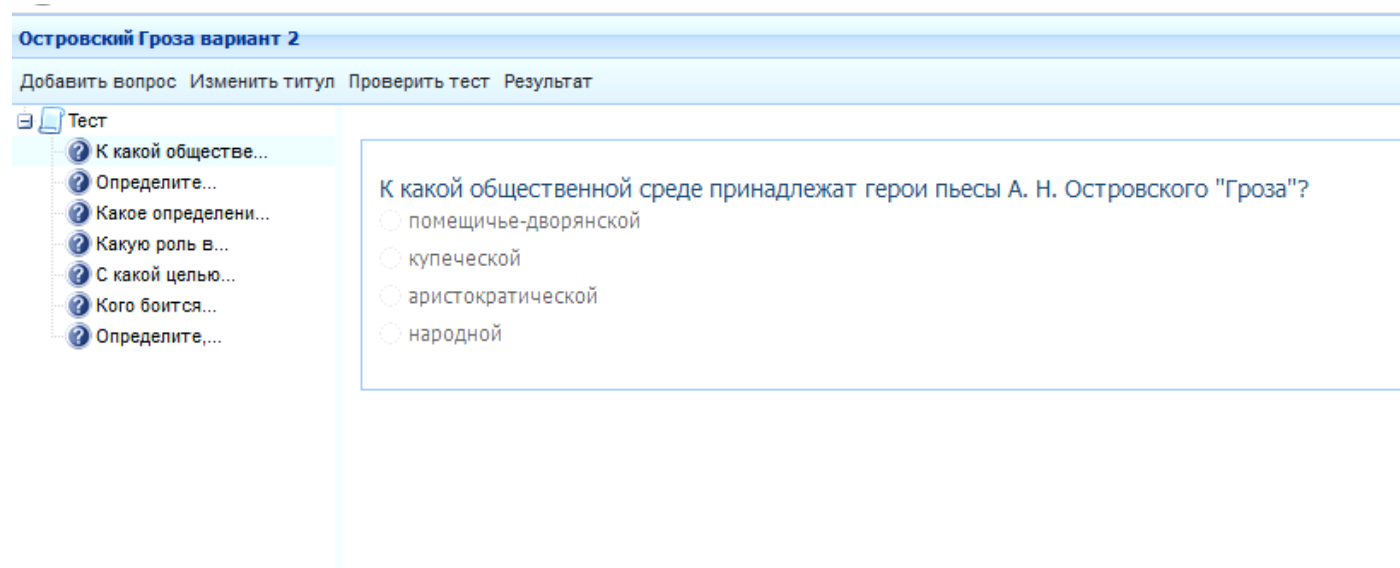 Островский Гроза вариант 2
Добавить вопрос Изменить титул Проверить тест Результат
Тест
К какой обществе...
Определите...
Какое определени...
Какую роль в...
С какой целью...
Кого боится...
Определите,...
К какой общественной среде принадлежат герои пьесы А. Н. Островского "Гроза"?
помещичье-дворянской
купеческой
аристократической
народной